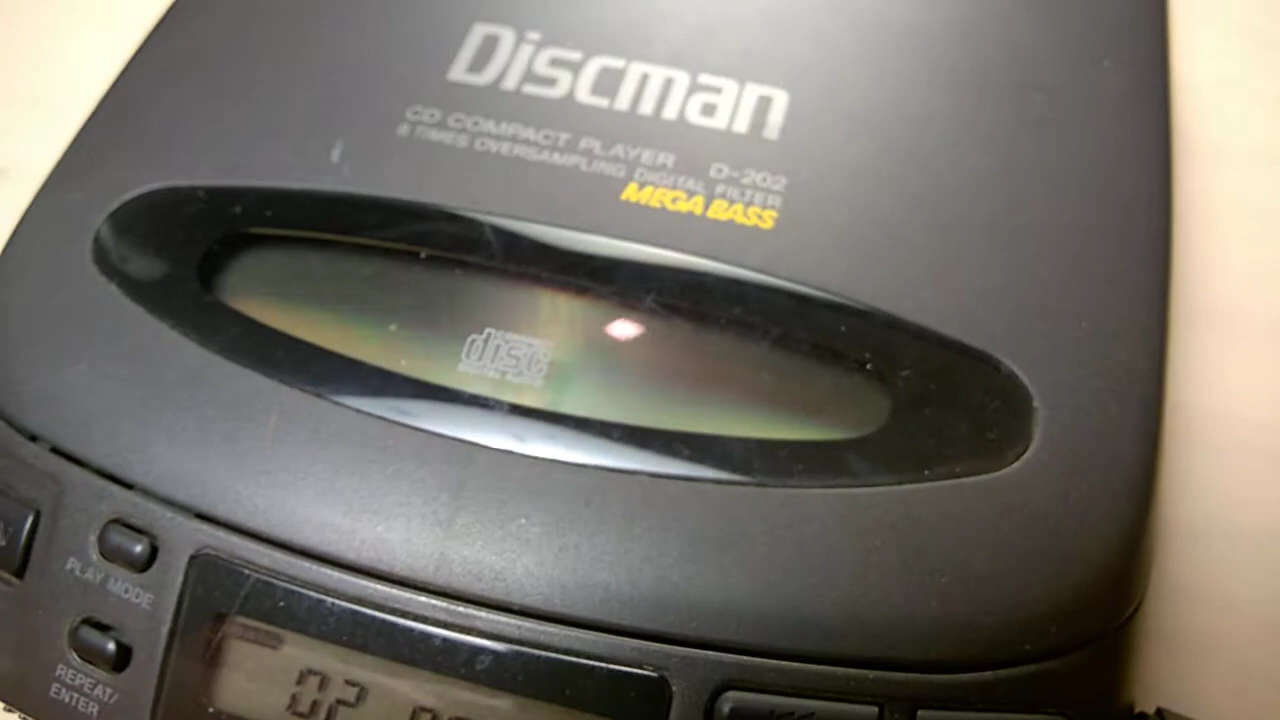 Discman
CD COMPACT PLAYER D-202
8 TIMES OVERSAMPLING DIGITAL FILTER
MEGA BASS
COMPACT
disc
DIGITAL AUDIO
PLAY MODE
REPEAT/
ENTER
02